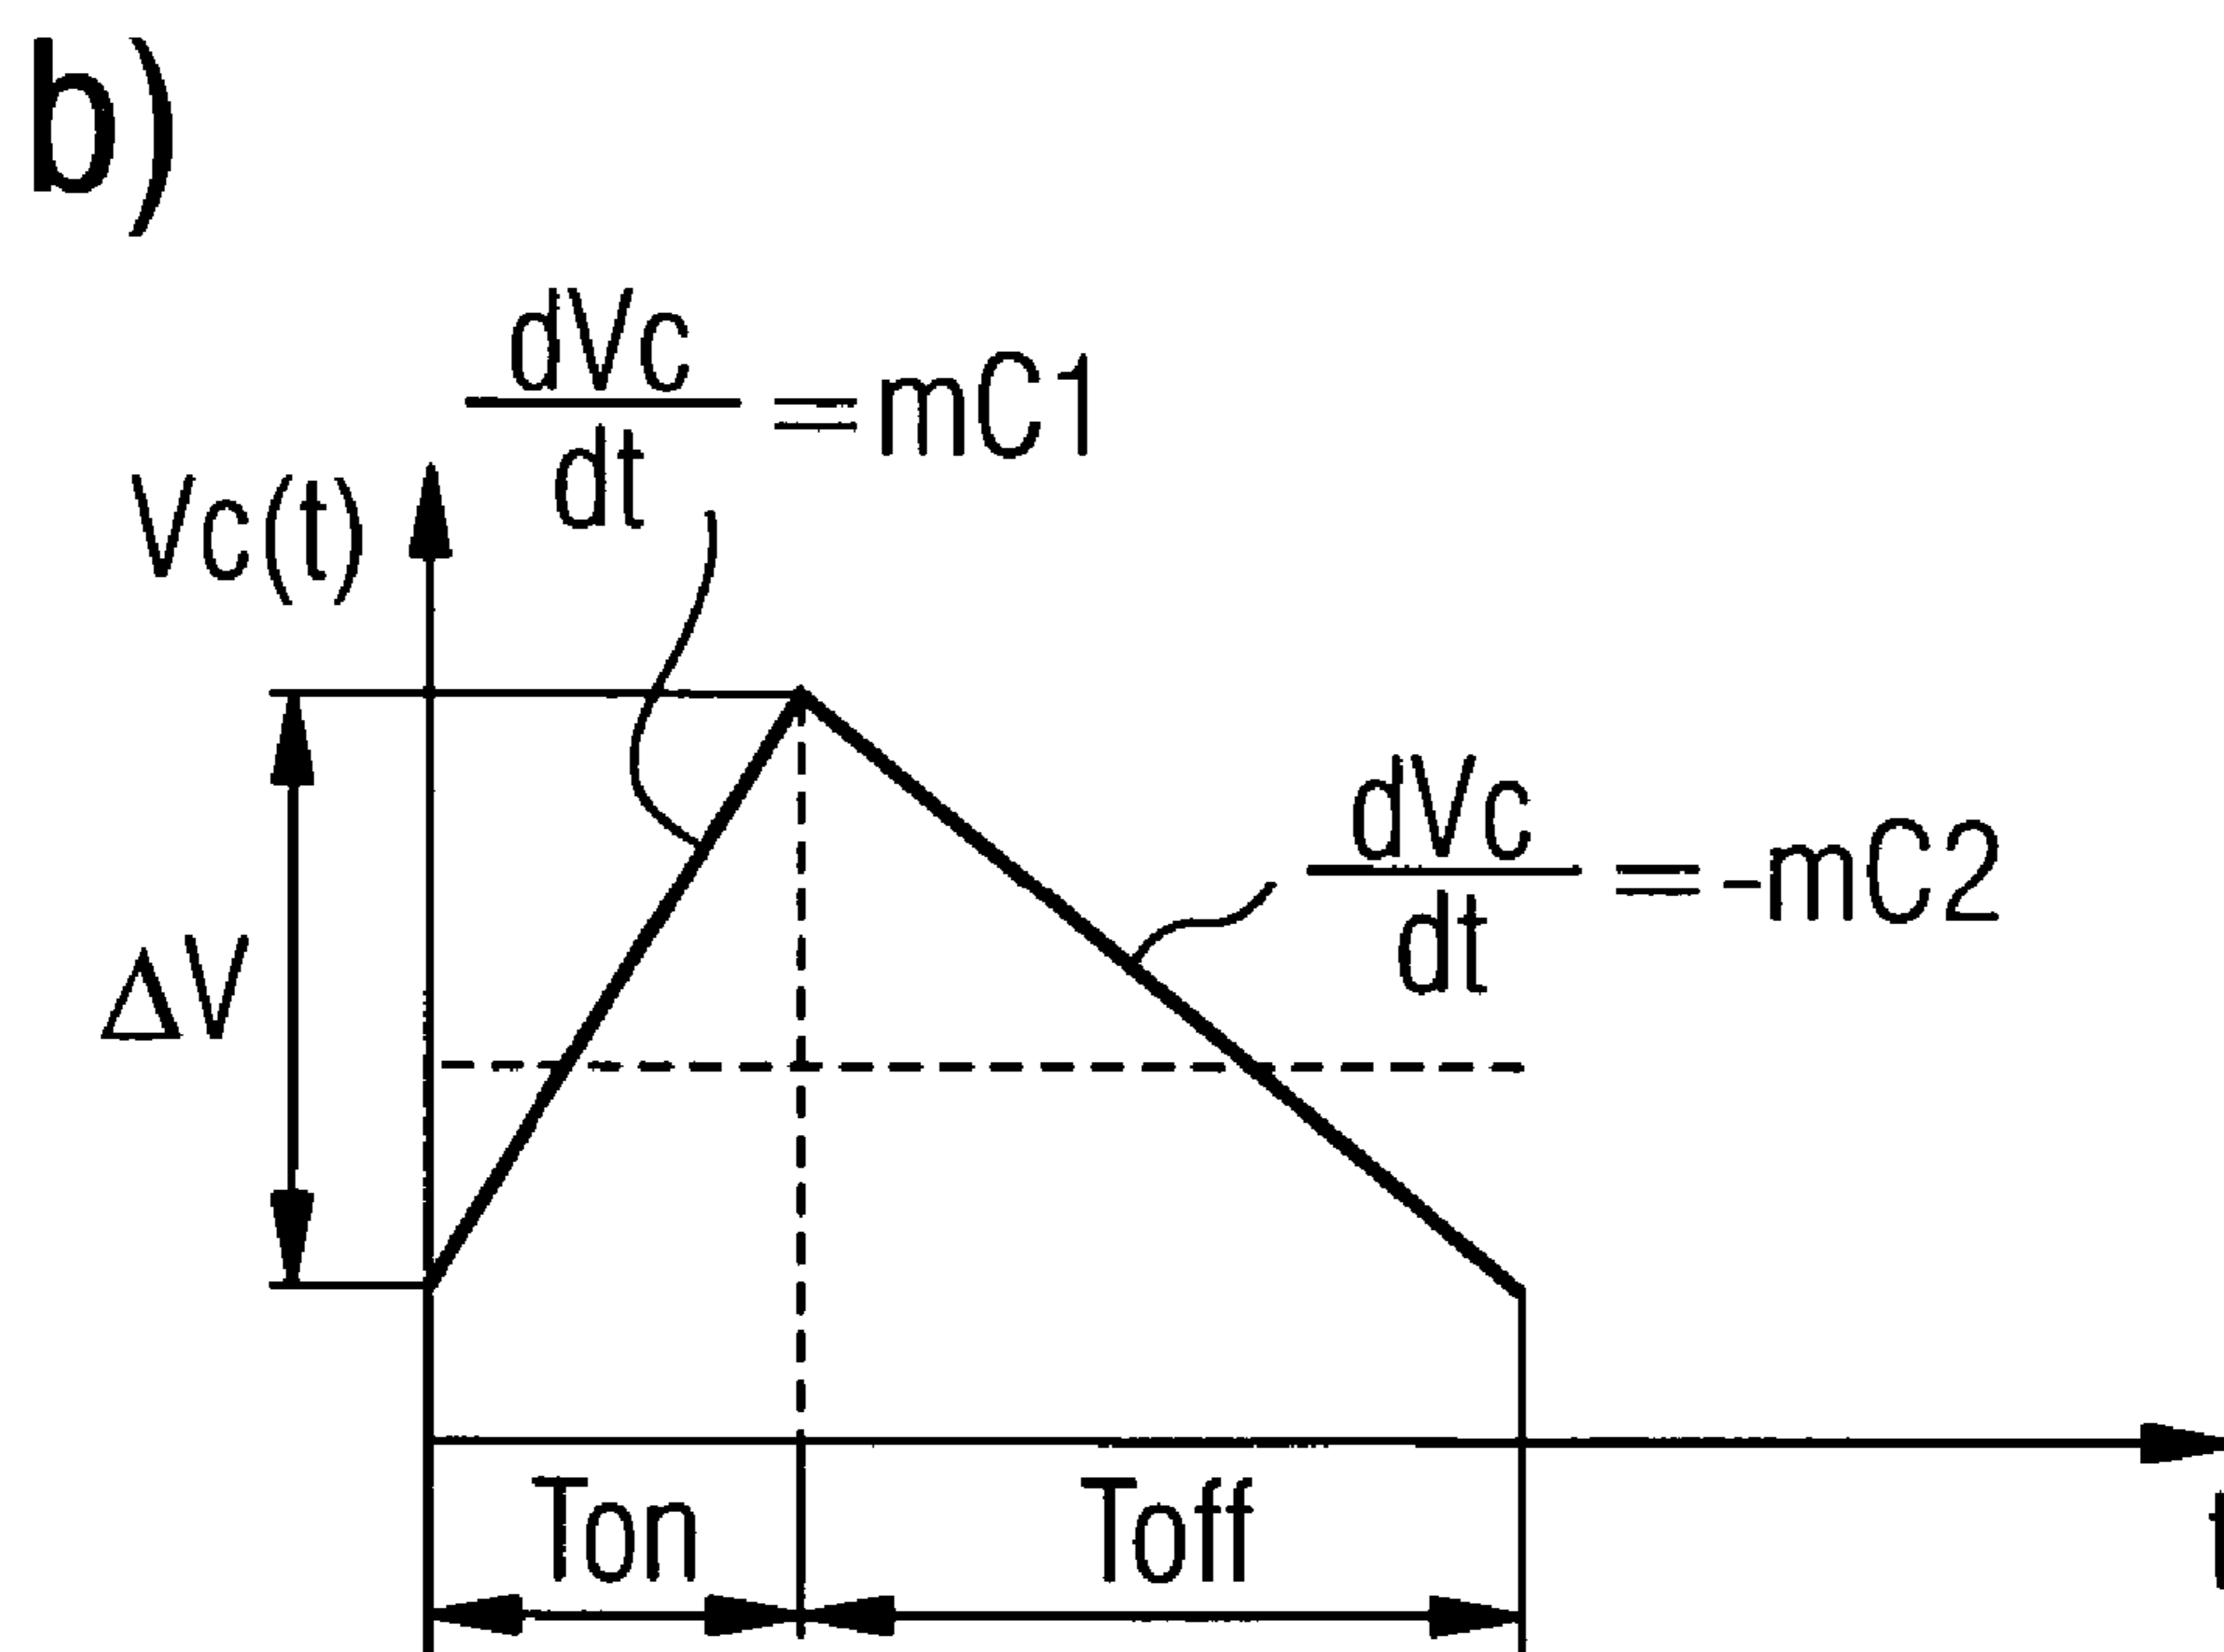 b)
dVc
dt
=mC1
Vc(t)
dVc
dt
=-mC2
ΔV
Ton
Toff
t